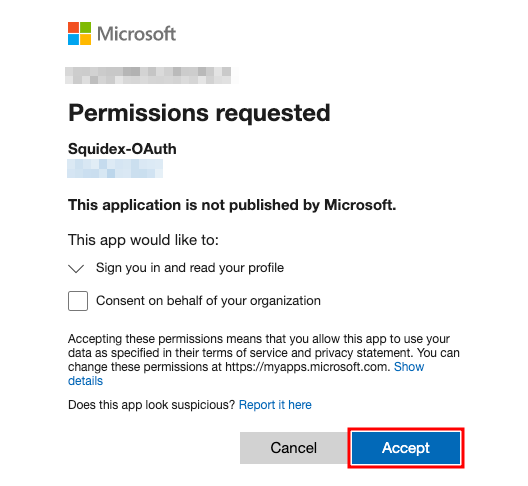 Microsoft
Permissions requested
Squidex-OAuth
This application is not published by Microsoft.
This app would like to:
Sign you in and read your profile
Consent on behalf of your organization
Accepting these permissions means that you allow this app to use your
data as specified in their terms of service and privacy statement. You can
change these permissions at https://myapps.microsoft.com. Show
details
Does this app look suspicious? Report it here
Cancel Accept